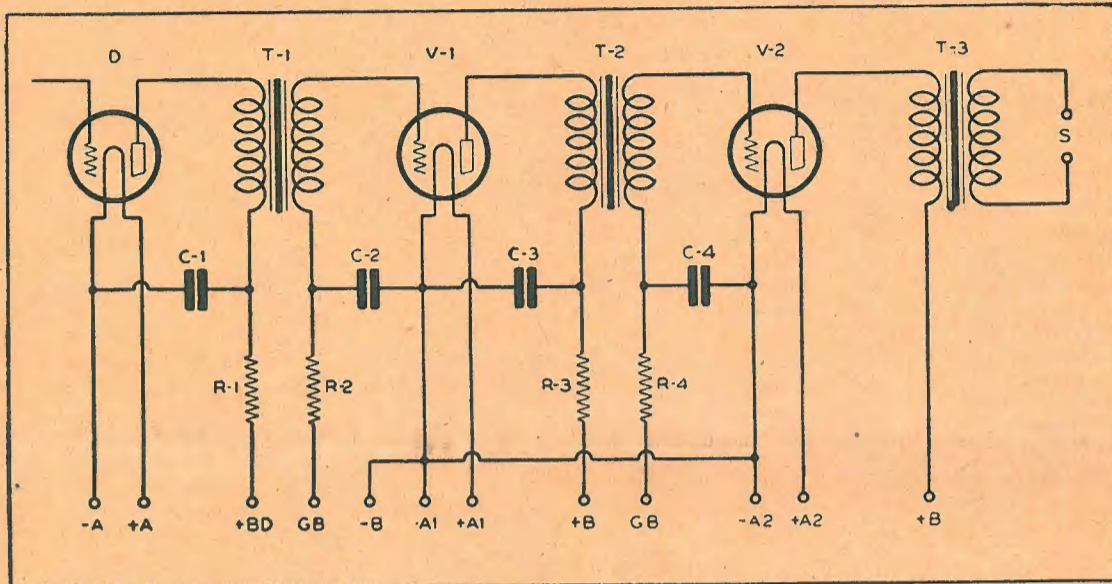 D T-1 V-1 T-2 V-2 T-3
S
C-1 C-2 C-3 C-4
R-1 R-2 R-3 R-4
-A +A +BD GB -B -A1 +A1 +B GB -A2 +A2 +B